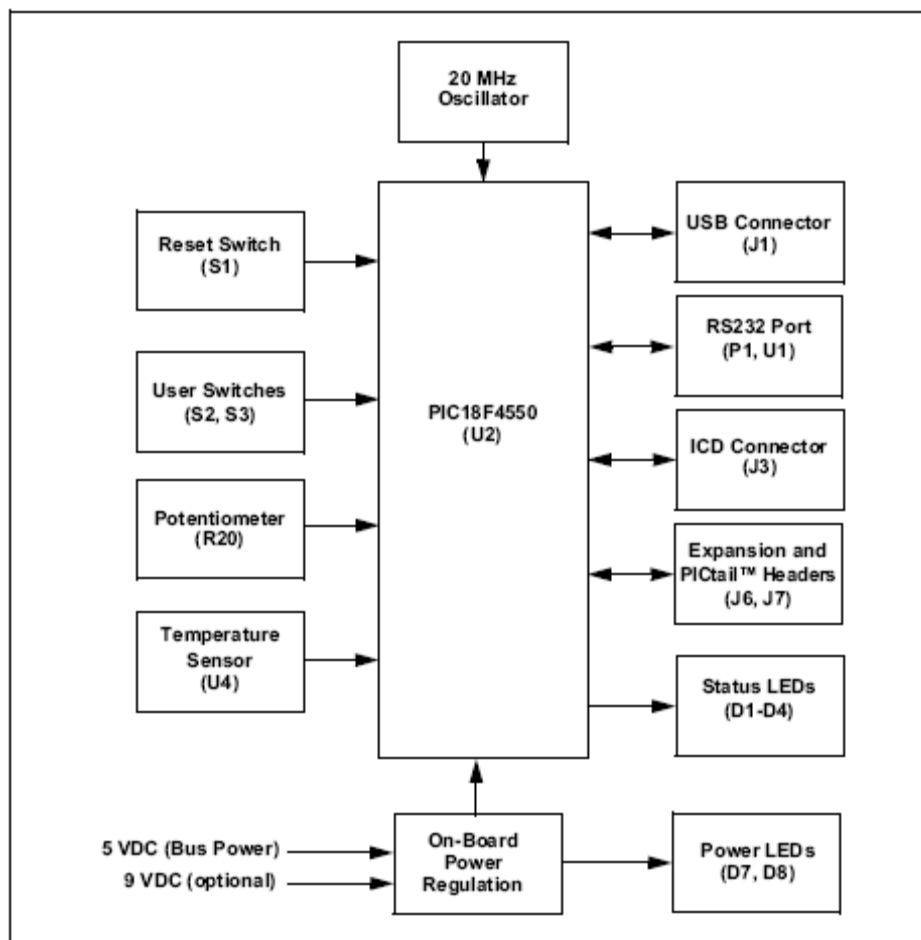 20 MHz
Oscillator
Reset Switch
(S1)
User Switches
(S2, S3)
Potentiometer
(R20)
Temperature
Sensor
(U4)
PIC18F4550
(U2)
USB Connector
(J1)
RS232 Port
(P1, U1)
ICD Connector
(J3)
Expansion and
PICtail™ Headers
(J6, J7)
Status LEDs
(D1-D4)
5 VDC (Bus Power)
9 VDC (optional)
On-Board
Power
Regulation
Power LEDs
(D7, D8)